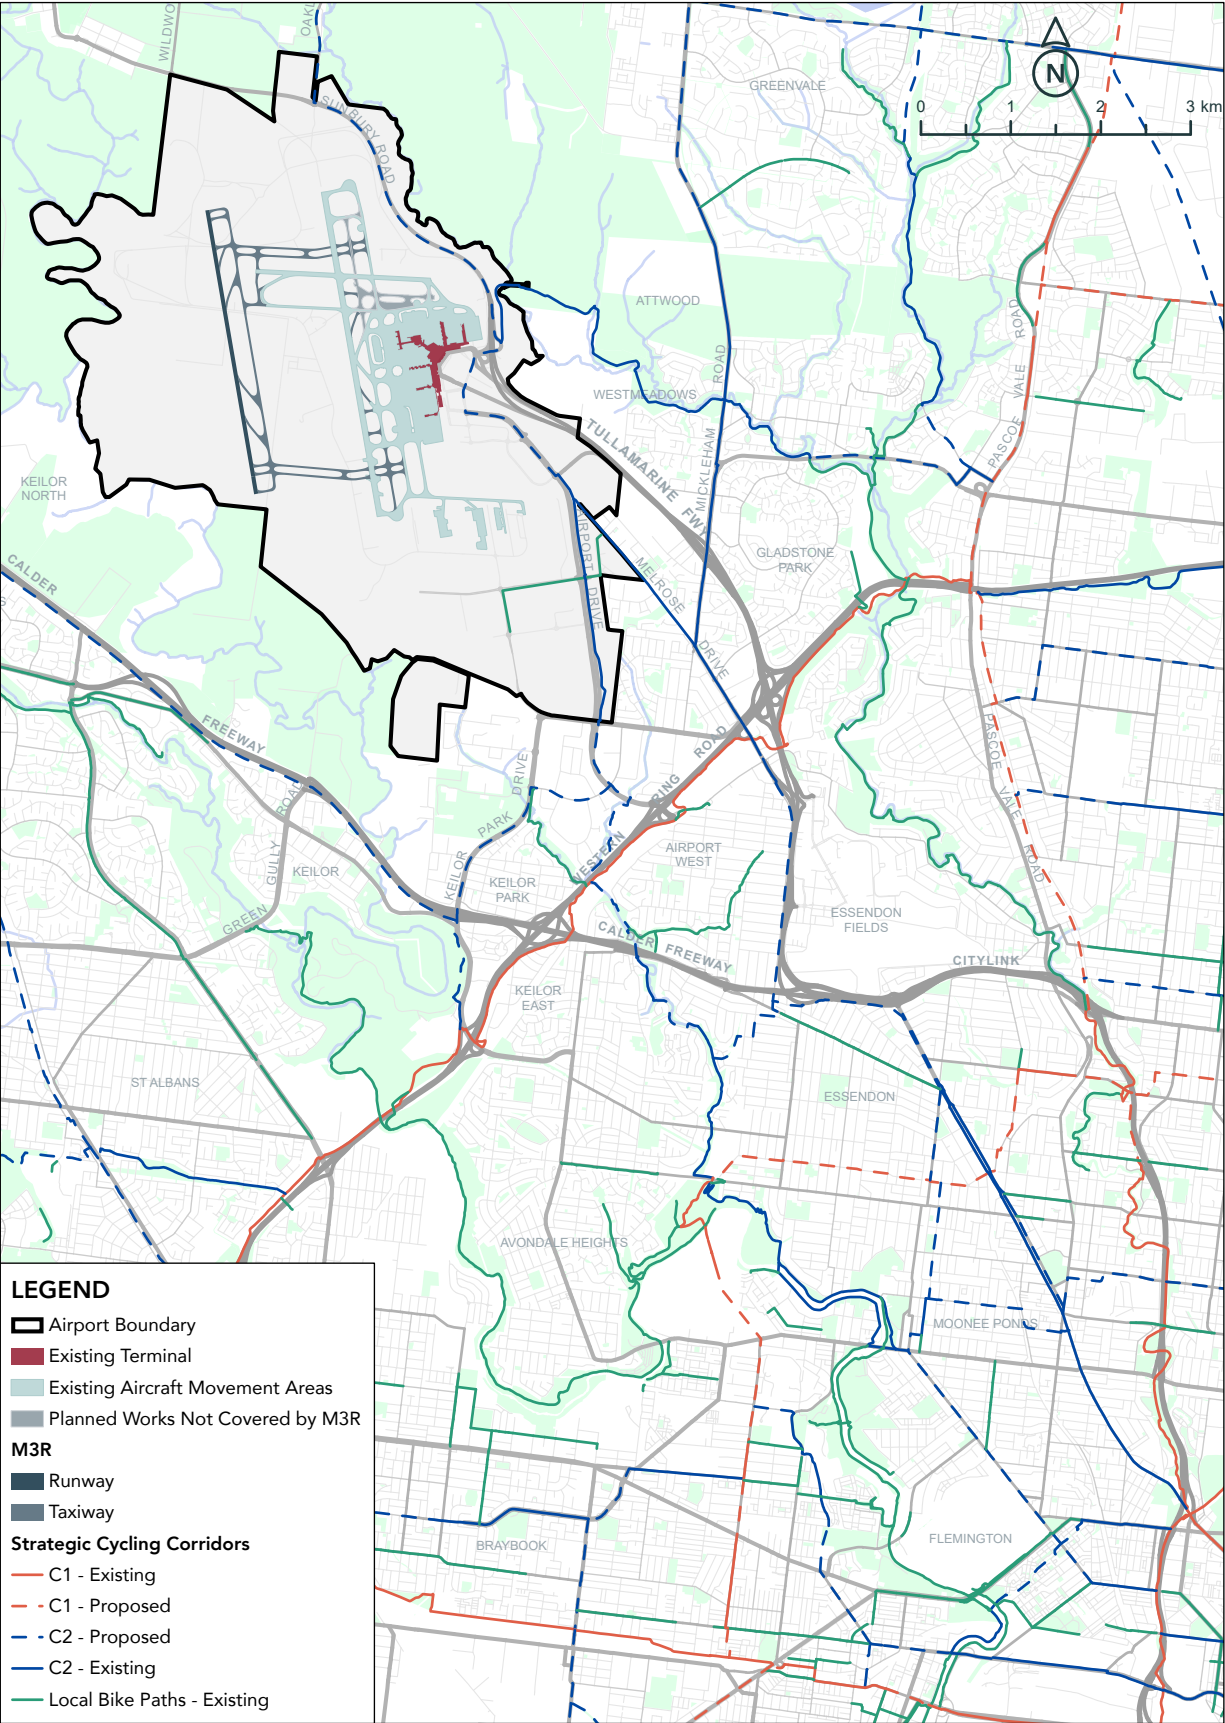 WILDWO
OAKL
SUNBURY ROAD
GREENVALE
N
0 1 2 3 km
ATTWOOD
WESTMEADOWS
MICKLEHAM ROAD
PASCOE VALE ROAD
TULLAMARINE FWY
KEILOR
NORTH
CALDER
FREEWAY
AIRPORT DRIVE
MELROSE DRIVE
GLADSTONE
PARK
PASCOE VALE ROAD
WESTERN RING ROAD
KEILOR PARK DRIVE
GREEN GULLY ROAD
KEILOR
KEILOR
PARK
AIRPORT
WEST
ESSENDON
FIELDS
CALDER FREEWAY
CITYLINK
KEILOR
EAST
ST ALBANS
ESSENDON
AVONDALE HEIGHTS
MOONEE PONDS
BRAYBOOK
FLEMINGTON
LEGEND
Airport Boundary
Existing Terminal
Existing Aircraft Movement Areas
Planned Works Not Covered by M3R
M3R
Runway
Taxiway
Strategic Cycling Corridors
C1 - Existing
C1 - Proposed
C2 - Proposed
C2 - Existing
Local Bike Paths - Existing